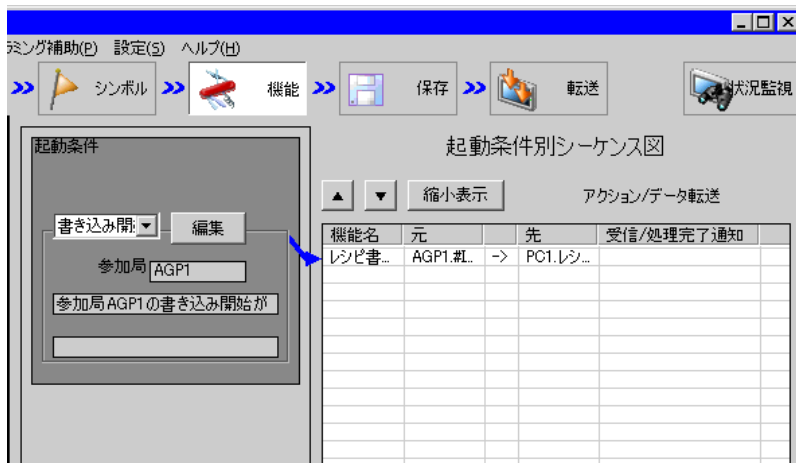 ラミング補助(P) 設定(S) ヘルプ(H)
シンボル 機能 保存 転送 状況監視
起動条件
起動条件別シーケンス図
縮小表示 アクション/データ転送
書き込み開 編集
参加局 AGP1
参加局AGP1の書き込み開始が
機能名 元 先 受信/処理完了通知
レシピ書... AGP1.#I... -> PC1.レシ...